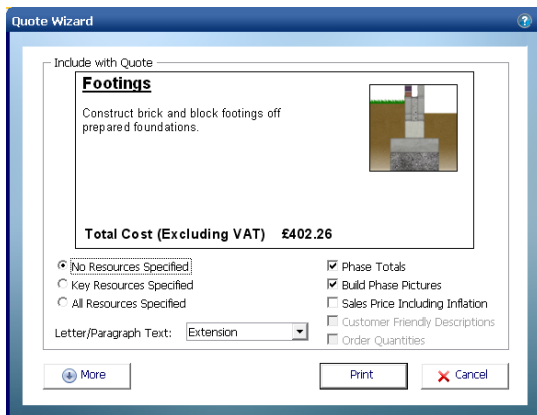 Quote Wizard
Include with Quote
Footings
Construct brick and block footings off
prepared foundations.
Total Cost (Excluding VAT) £402.26
No Resources Specified
Key Resources Specified
All Resources Specified
Letter/Paragraph Text: Extension
Phase Totals
Build Phase Pictures
Sales Price Including Inflation
Customer Friendly Descriptions
Order Quantities
More
Print
Cancel